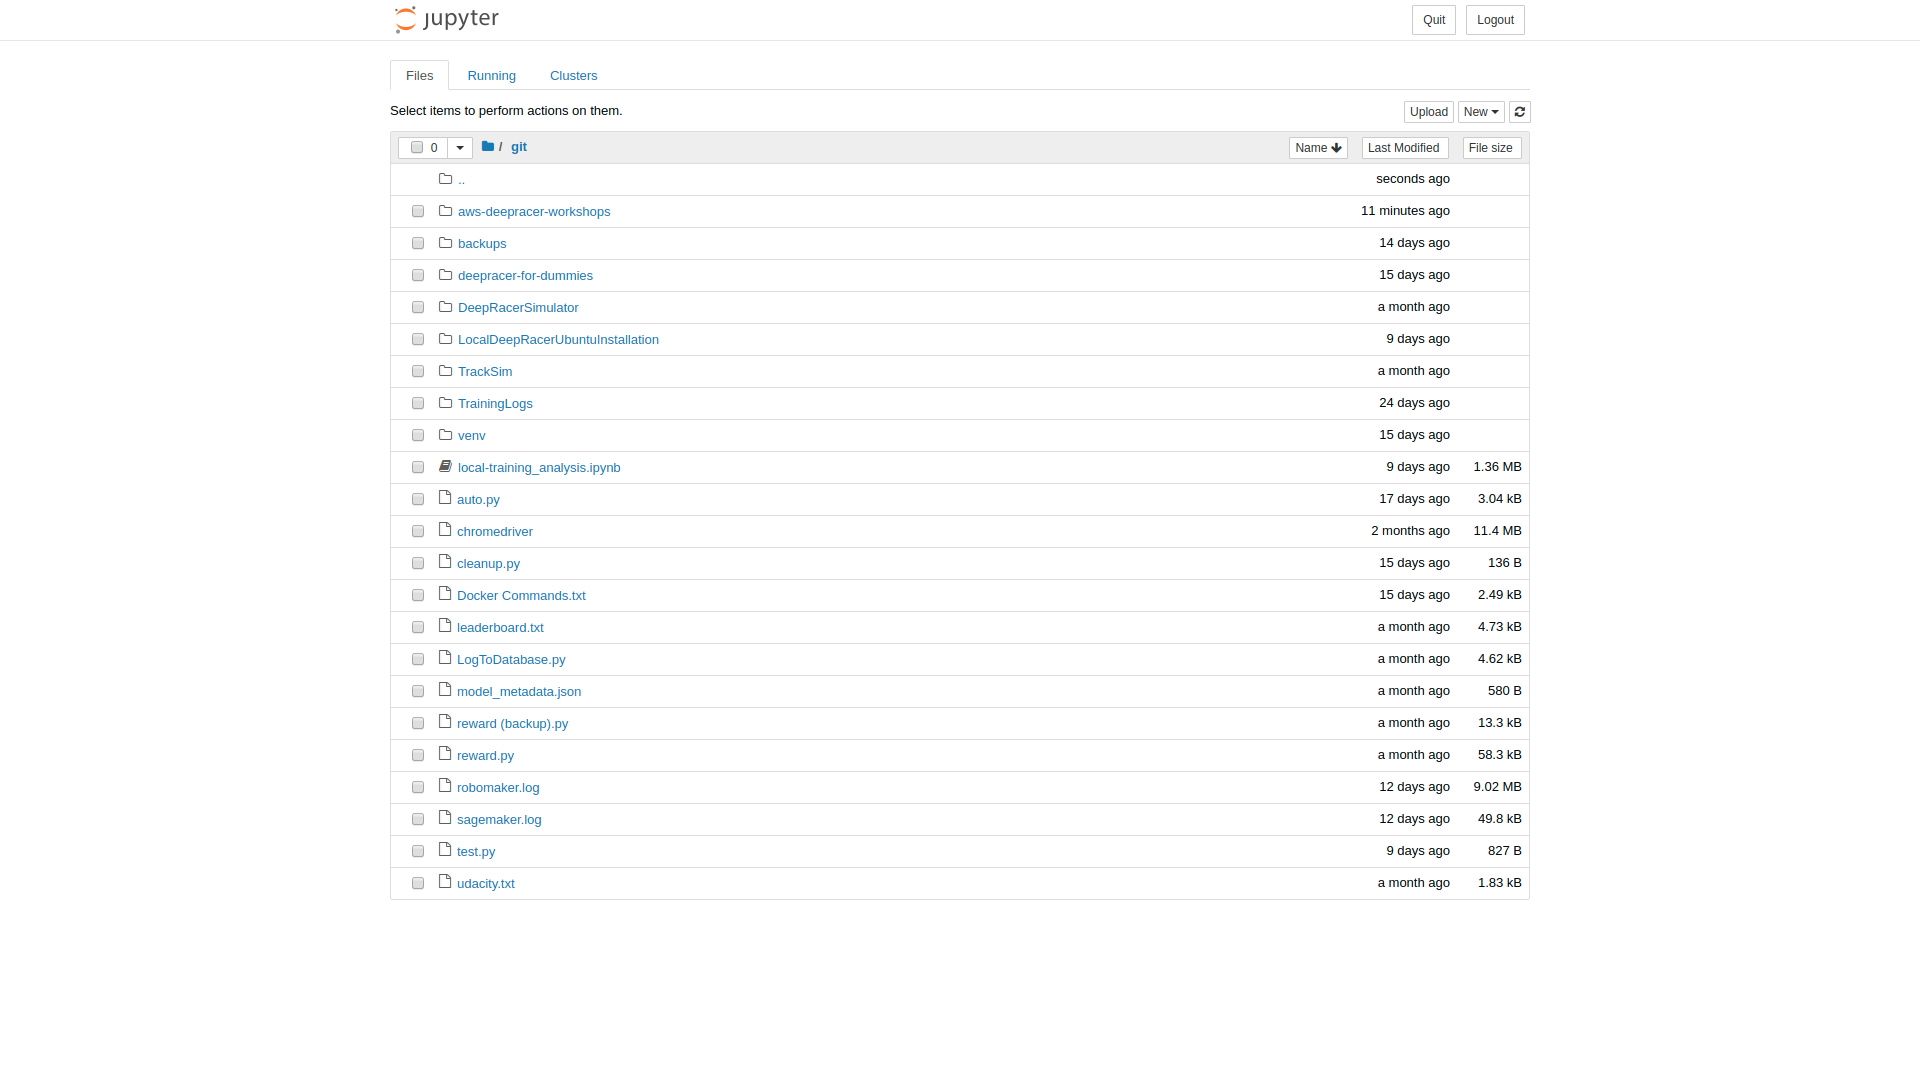 jupyter Quit Logout
Files Running Clusters
Select items to perform actions on them. Upload New
0 / git Name Last Modified File size
.. seconds ago
aws-deepracer-workshops 11 minutes ago
backups 14 days ago
deepracer-for-dummies 15 days ago
DeepRacerSimulator a month ago
LocalDeepRacerUbuntuInstallation 9 days ago
TrackSim a month ago
TrainingLogs 24 days ago
venv 15 days ago
local-training_analysis.ipynb 9 days ago 1.36 MB
auto.py 17 days ago 3.04 kB
chromedriver 2 months ago 11.4 MB
cleanup.py 15 days ago 136 B
Docker Commands.txt 15 days ago 2.49 kB
leaderboard.txt a month ago 4.73 kB
LogToDatabase.py a month ago 4.62 kB
model_metadata.json a month ago 580 B
reward (backup).py a month ago 13.3 kB
reward.py a month ago 58.3 kB
robomaker.log 12 days ago 9.02 MB
sagemaker.log 12 days ago 49.8 kB
test.py 9 days ago 827 B
udacity.txt a month ago 1.83 kB